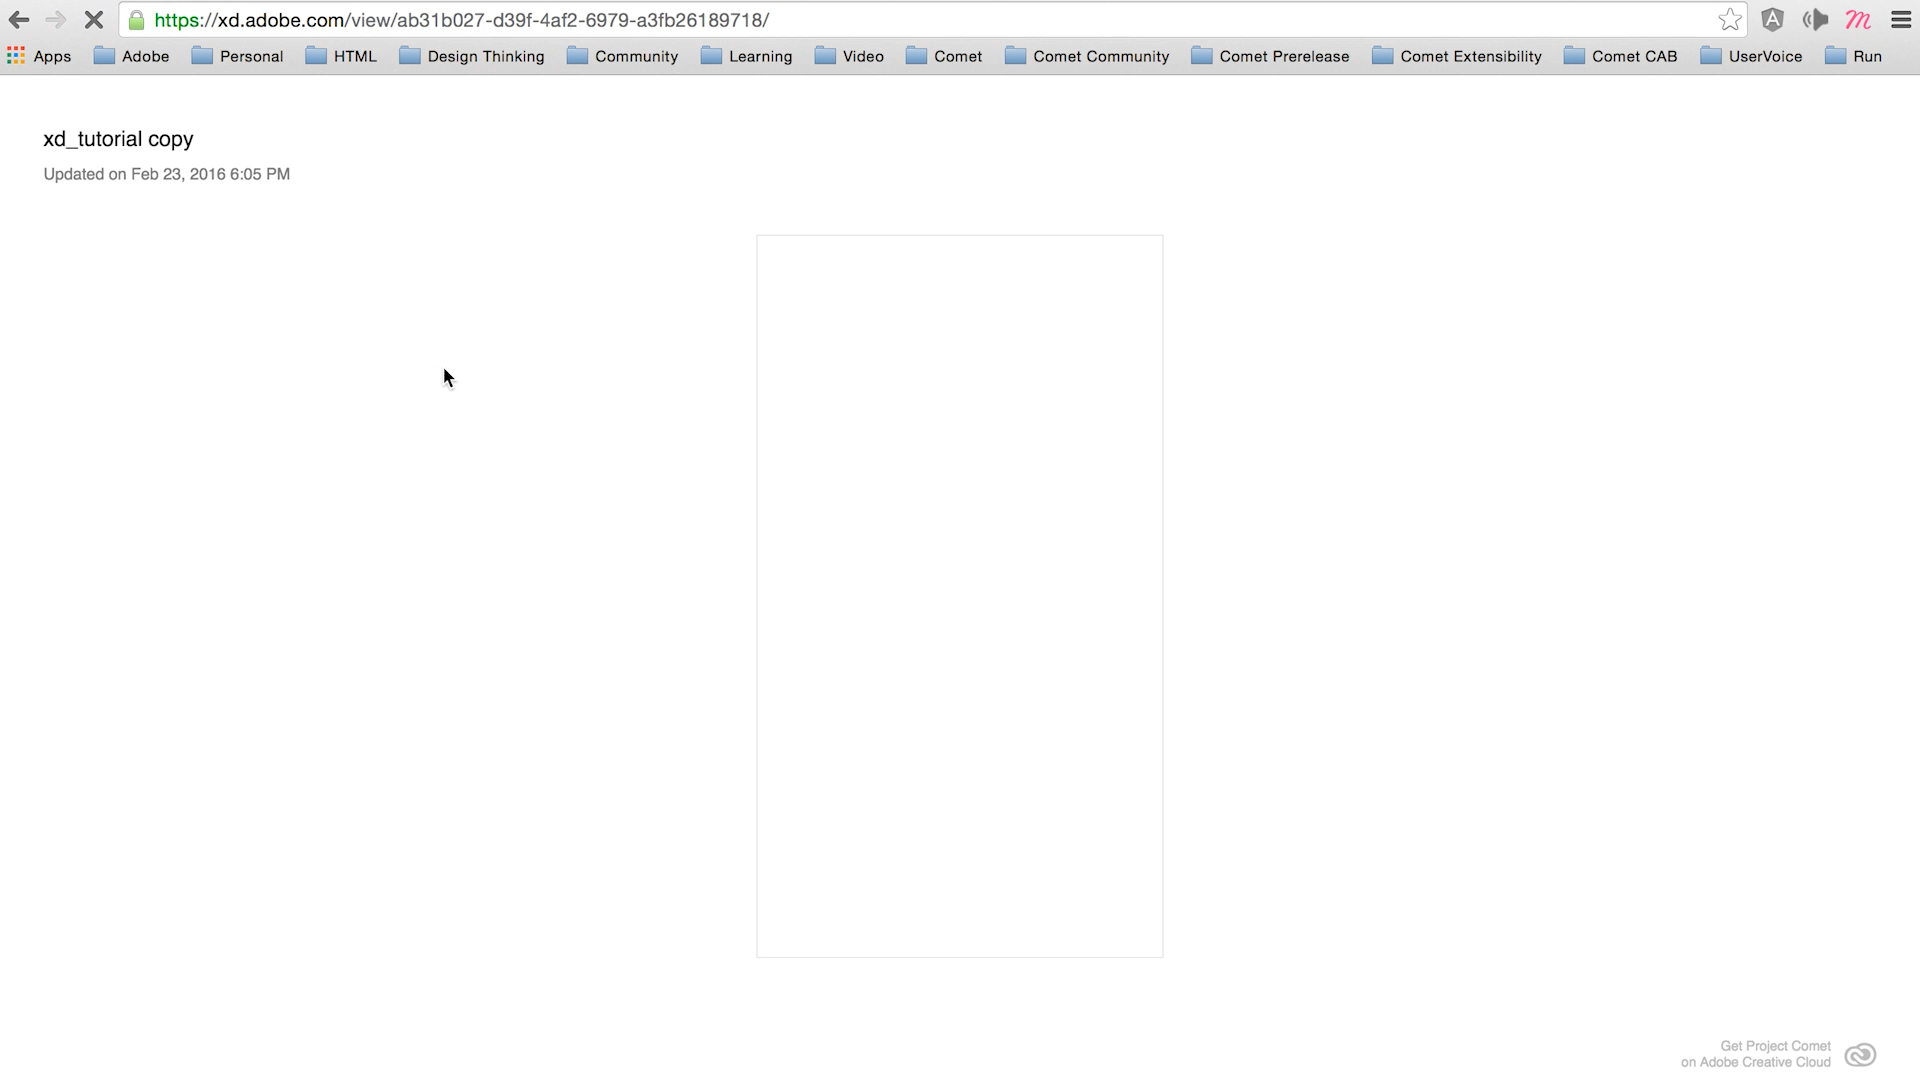 https://xd.adobe.com/view/ab31b027-d39f-4af2-6979-a3fb26189718/
Apps Adobe Personal HTML Design Thinking Community Learning Video Comet Comet Community Comet Prerelease Comet Extensibility Comet CAB UserVoice Run
xd_tutorial copy
Updated on Feb 23, 2016 6:05 PM
Get Project Comet
on Adobe Creative Cloud